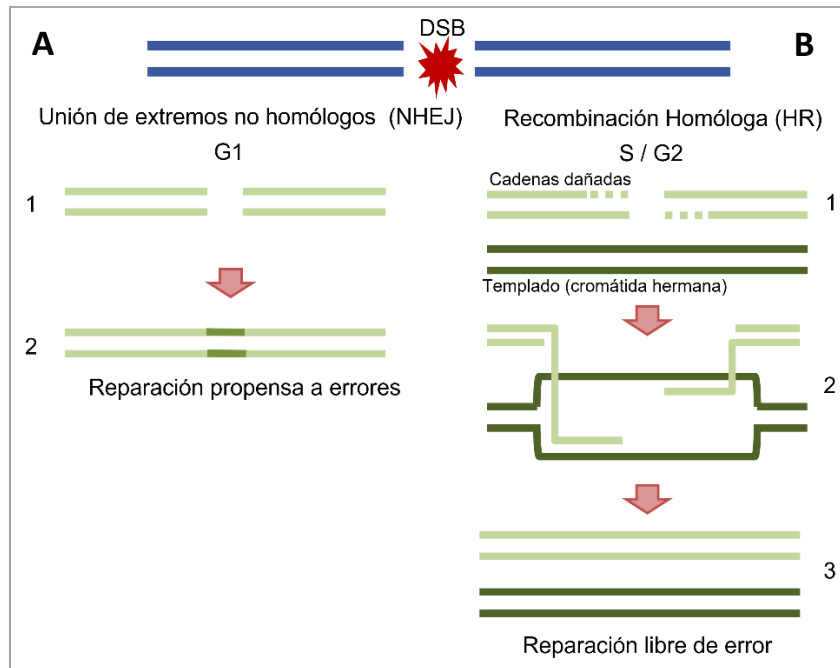 A
DSB
B
Unión de extremos no homólogos (NHEJ)
G1
1
2
Reparación propensa a errores
Recombinación Homóloga (HR)
S / G2
Cadenas dañadas
1
Templado (cromátida hermana)
2
3
Reparación libre de error